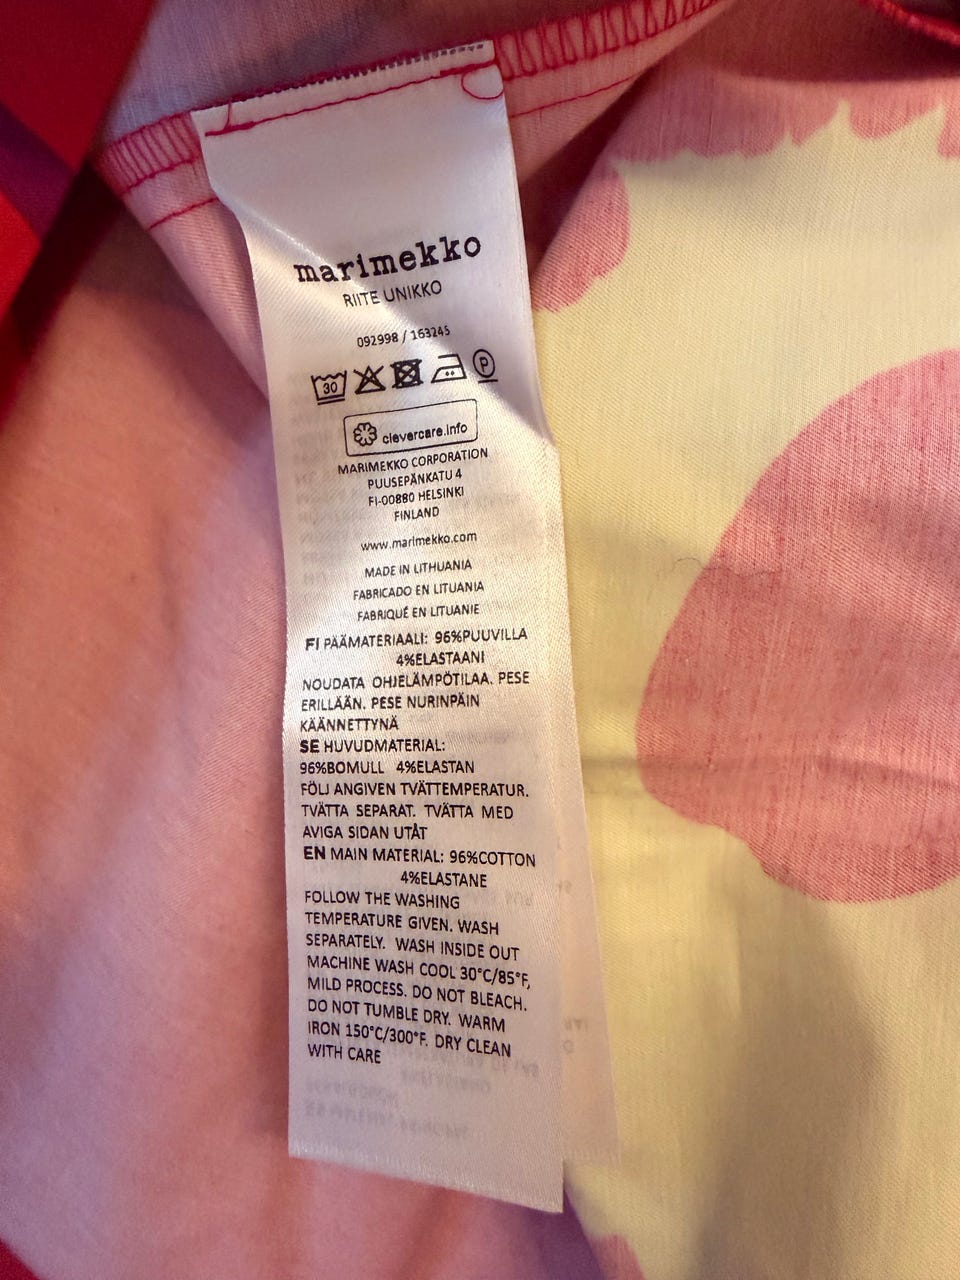 marimekko
RIITE UNIKKO
092998 / 163245
30
P
clevercare.info
MARIMEKKO CORPORATION
PUUSEPÄNKATU 4
FI-00880 HELSINKI
FINLAND
www.marimekko.com
MADE IN LITHUANIA
FABRICADO EN LITUANIA
FABRIQUÉ EN LITUANIE
FI PÄÄMATERIAALI: 96%PUUVILLA
4%ELASTAANI
NOUDATA OHJELÄMPÖTILAA. PESE
ERILLÄÄN. PESE NURINPÄIN
KÄÄNNETTYNÄ
SE HUVUDMATERIAL:
96%BOMULL 4%ELASTAN
FÖLJ ANGIVEN TVÄTTEMPERATUR.
TVÄTTA SEPARAT. TVÄTTA MED
AVIGA SIDAN UTÅT
EN MAIN MATERIAL: 96%COTTON
4%ELASTANE
FOLLOW THE WASHING
TEMPERATURE GIVEN. WASH
SEPARATELY. WASH INSIDE OUT
MACHINE WASH COOL 30°C/85°F,
MILD PROCESS. DO NOT BLEACH.
DO NOT TUMBLE DRY. WARM
IRON 150°C/300°F. DRY CLEAN
WITH CARE